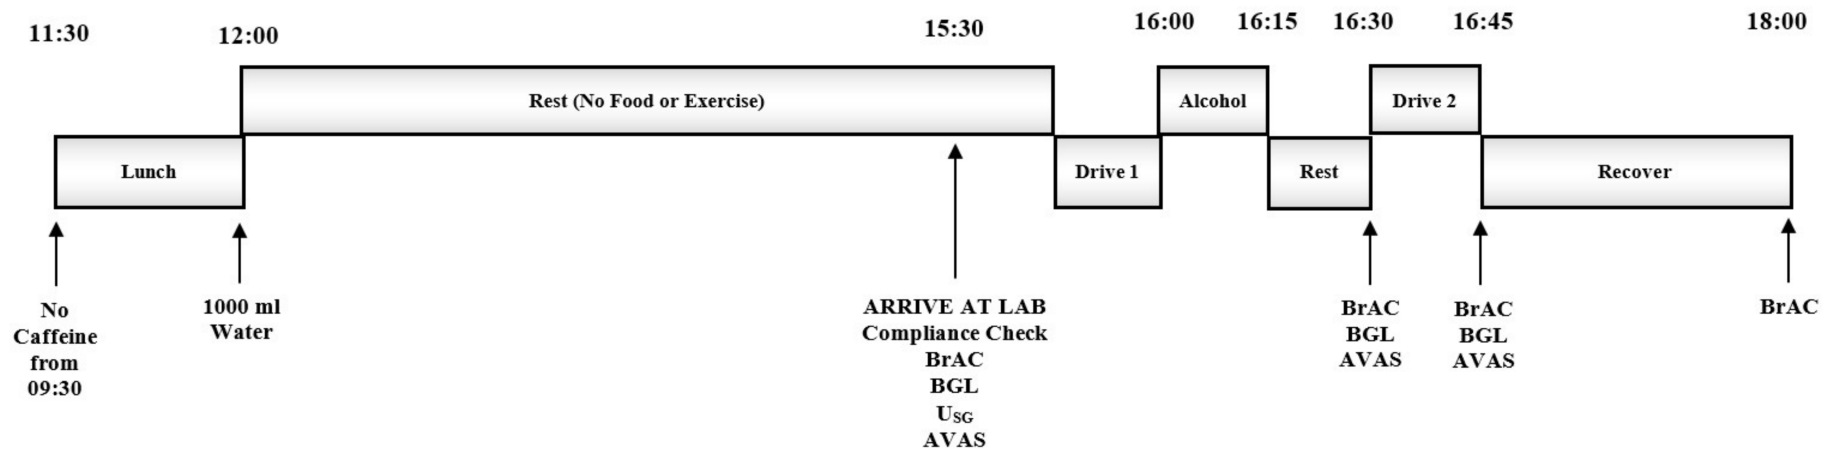 11:30
12:00
15:30
16:00
16:15
16:30
16:45
18:00
Rest (No Food or Exercise)
Alcohol
Drive 2
Lunch
Drive 1
Rest
Recover
No
Caffeine
from
09:30
1000 ml
Water
ARRIVE AT LAB
Compliance Check
BrAC
BGL
USG
AVAS
BrAC
BGL
AVAS
BrAC
BGL
AVAS
BrAC